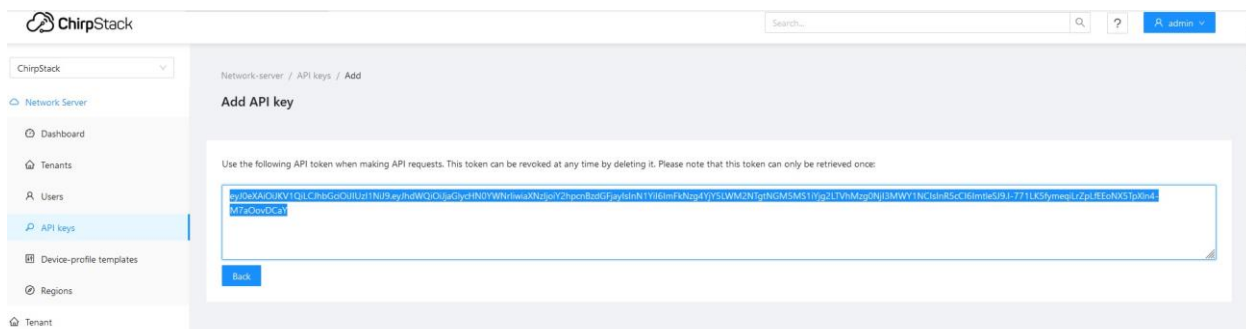 ChirpStack
Search...
?
admin
ChirpStack
Network Server
Dashboard
Tenants
Users
API keys
Device-profile templates
Regions
Tenant
Network-server / API keys / Add
Add API key
Use the following API token when making API requests. This token can be revoked at any time by deleting it. Please note that this token can only be retrieved once:
Back